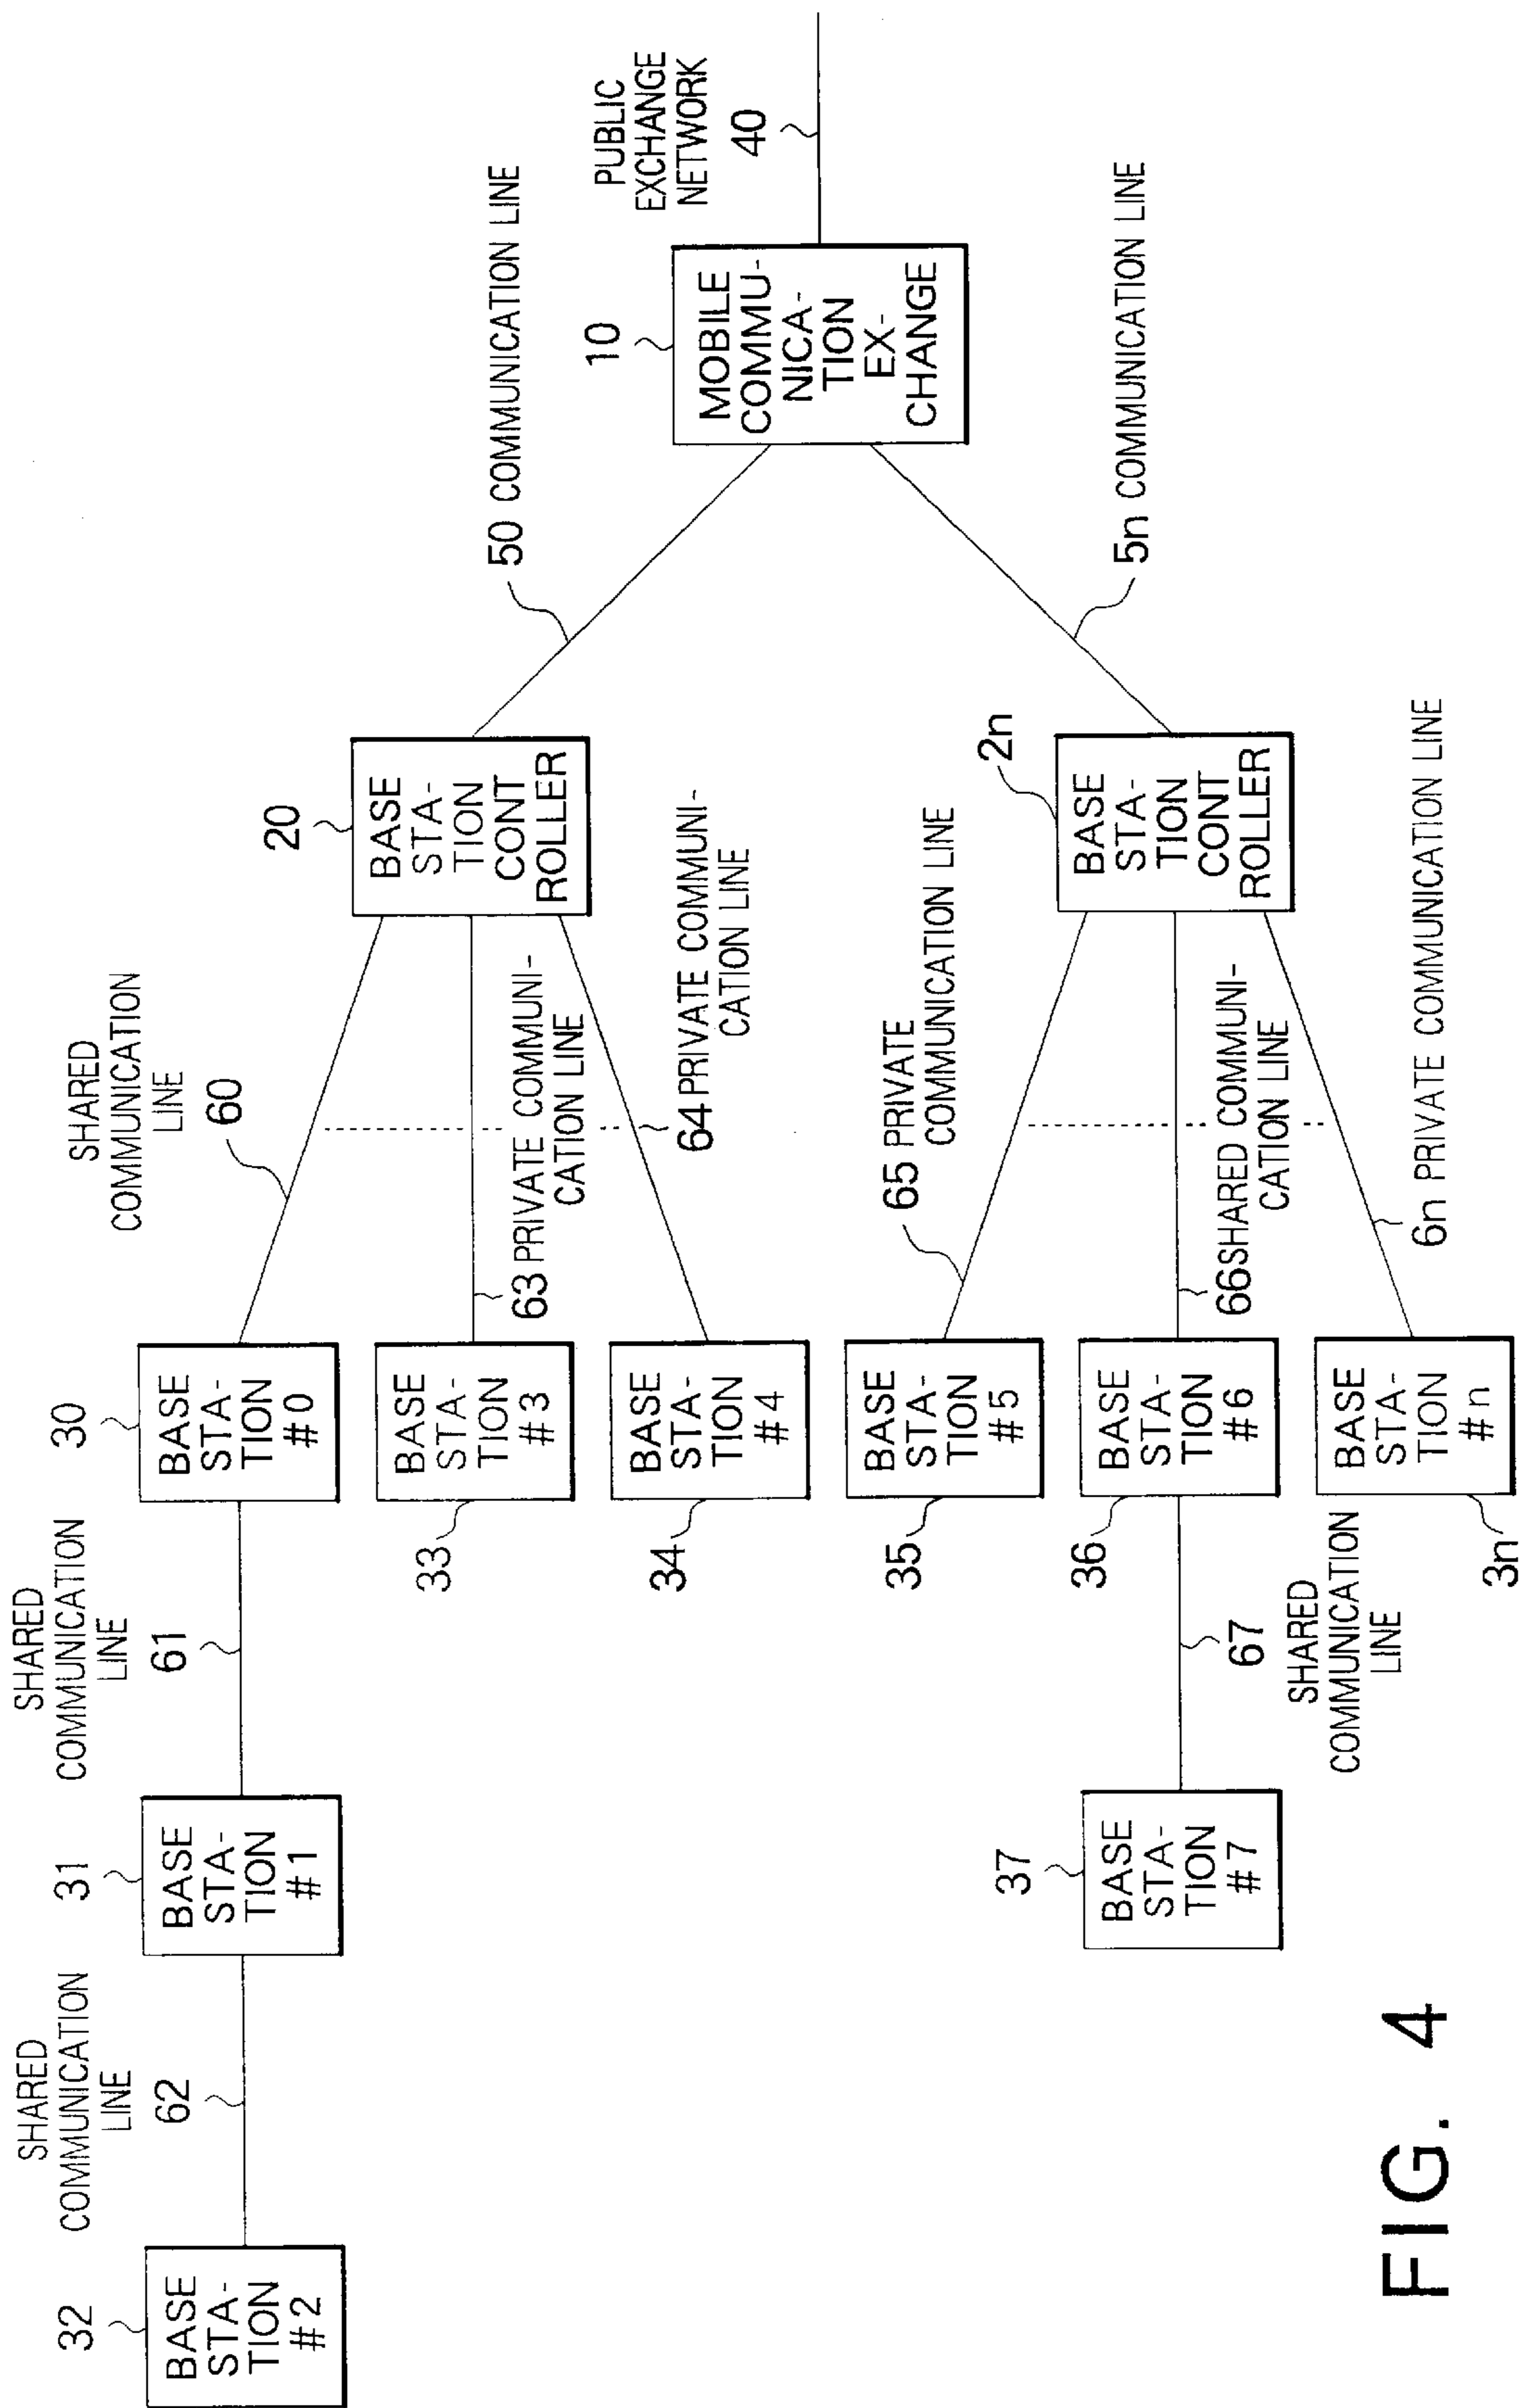 PUBLIC
EXCHANGE
NETWORK
40
10
MOBILE
COMMU-
NICA-
TION
EX-
CHANGE
50 COMMUNICATION LINE
5n COMMUNICATION LINE
20
BASE
STA-
TION
CONT
ROLLER
2n
BASE
STA-
TION
CONT
ROLLER
SHARED
COMMUNICATION
LINE
60
63 PRIVATE COMMUNI-
CATION LINE
64 PRIVATE COMMUNI-
CATION LINE
65 PRIVATE
COMMUNICATION LINE
66 SHARED COMMUNI-
CATION LINE
6n PRIVATE COMMUNICATION LINE
30
BASE
STA-
TION
#0
33
BASE
STA-
TION
#3
34
BASE
STA-
TION
#4
35
BASE
STA-
TION
#5
36
BASE
STA-
TION
#6
3n
BASE
STA-
TION
#n
SHARED
COMMUNICATION
LINE
61
67
SHARED
COMMUNICATION
LINE
31
BASE
STA-
TION
#1
37
BASE
STA-
TION
#7
SHARED
COMMUNICATION
LINE
62
32
BASE
STA-
TION
#2
FIG. 4